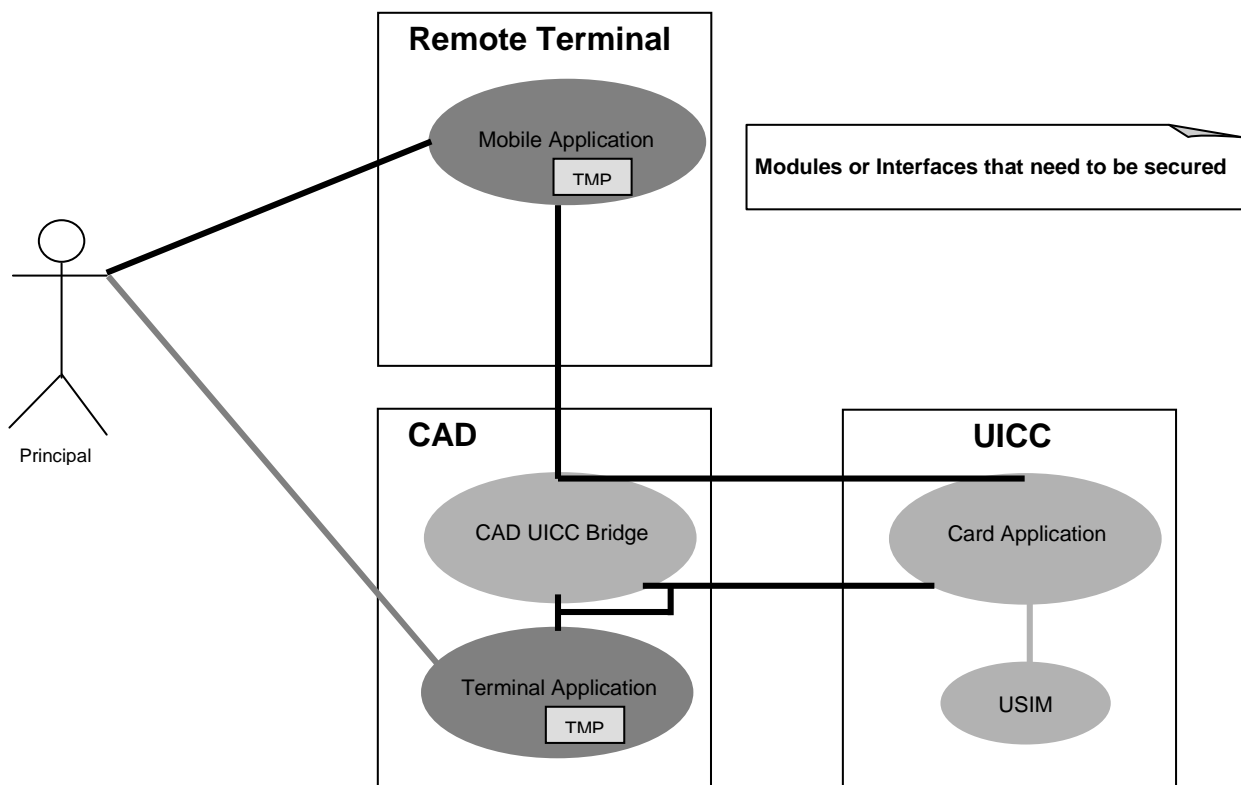 Remote Terminal
Mobile Application
TMP
Modules or Interfaces that need to be secured
Principal
CAD
UICC
CAD UICC Bridge
Card Application
Terminal Application
TMP
USIM